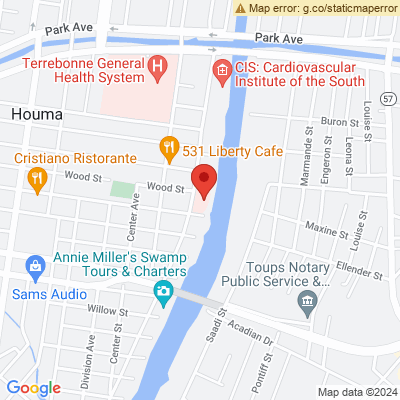 Map error: g.co/staticmaperror
Park Ave
Park Ave
Terrebonne General
Health System
H
CIS: Cardiovascular
Institute of the South
57
Houma
Buron St
Louise St
Leona St
Engeron St
Marmande St
531 Liberty Cafe
Cristiano Ristorante
Wood St
Wood St
Center Ave
Maxine St
Louise St
Annie Miller's Swamp
Tours & Charters
Toups Notary
Public Service &...
Ellender St
Sams Audio
Willow St
Saadi St
Acadian Dr
Center St
Division Ave
Pontiff St
Google
Map data ©2024